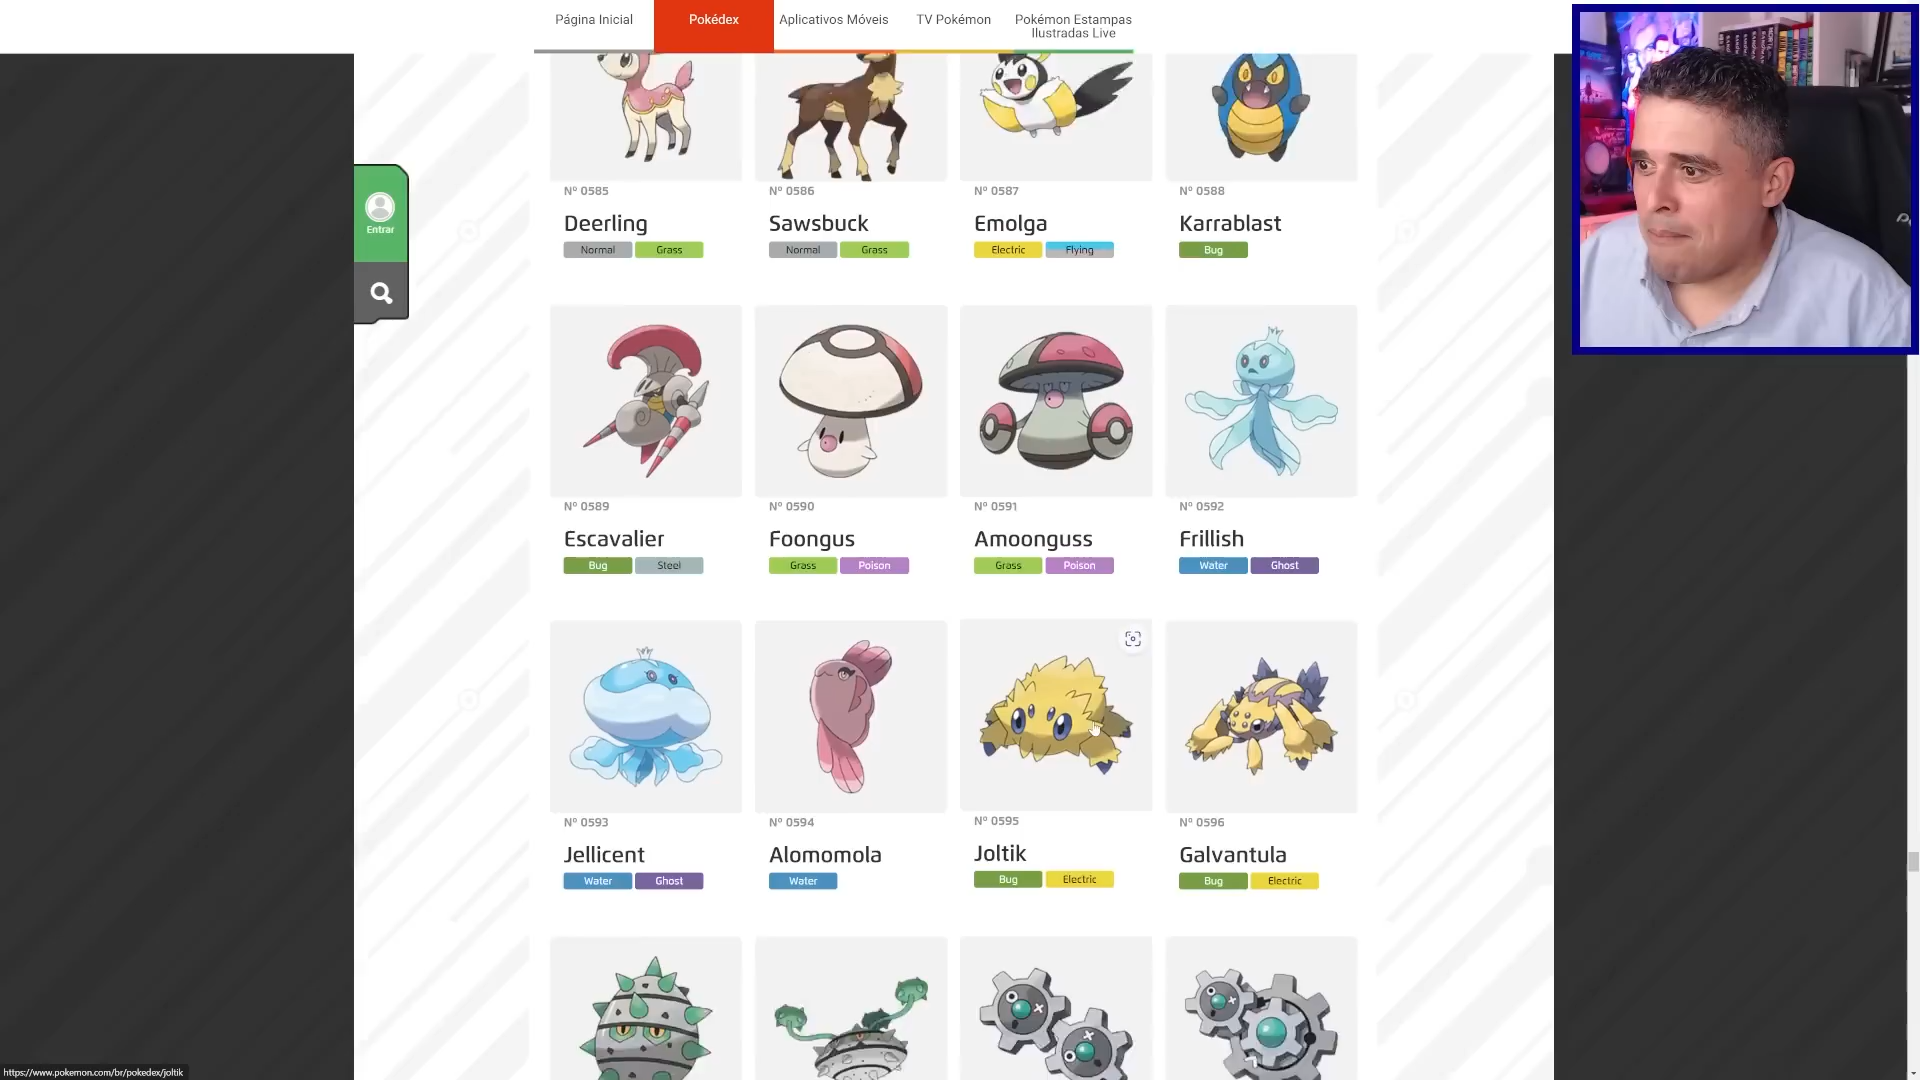 Página Inicial
Pokédex
Aplicativos Móveis
TV Pokémon
Pokémon Estampas
Ilustradas Live
Entrar
Nº 0585
Nº 0586
Nº 0587
Nº 0588
Deerling
Sawsbuck
Emolga
Karrablast
Normal Grass
Normal Grass
Electric Flying
Bug
Nº 0589
Nº 0590
Nº 0591
Nº 0592
Escavalier
Foongus
Amoonguss
Frillish
Bug Steel
Grass Poison
Grass Poison
Water Ghost
Nº 0593
Nº 0594
Nº 0595
Nº 0596
Jellicent
Alomomola
Joltik
Galvantula
Water Ghost
Water
Bug Electric
Bug Electric
https://www.pokemon.com/br/pokedex/joltik